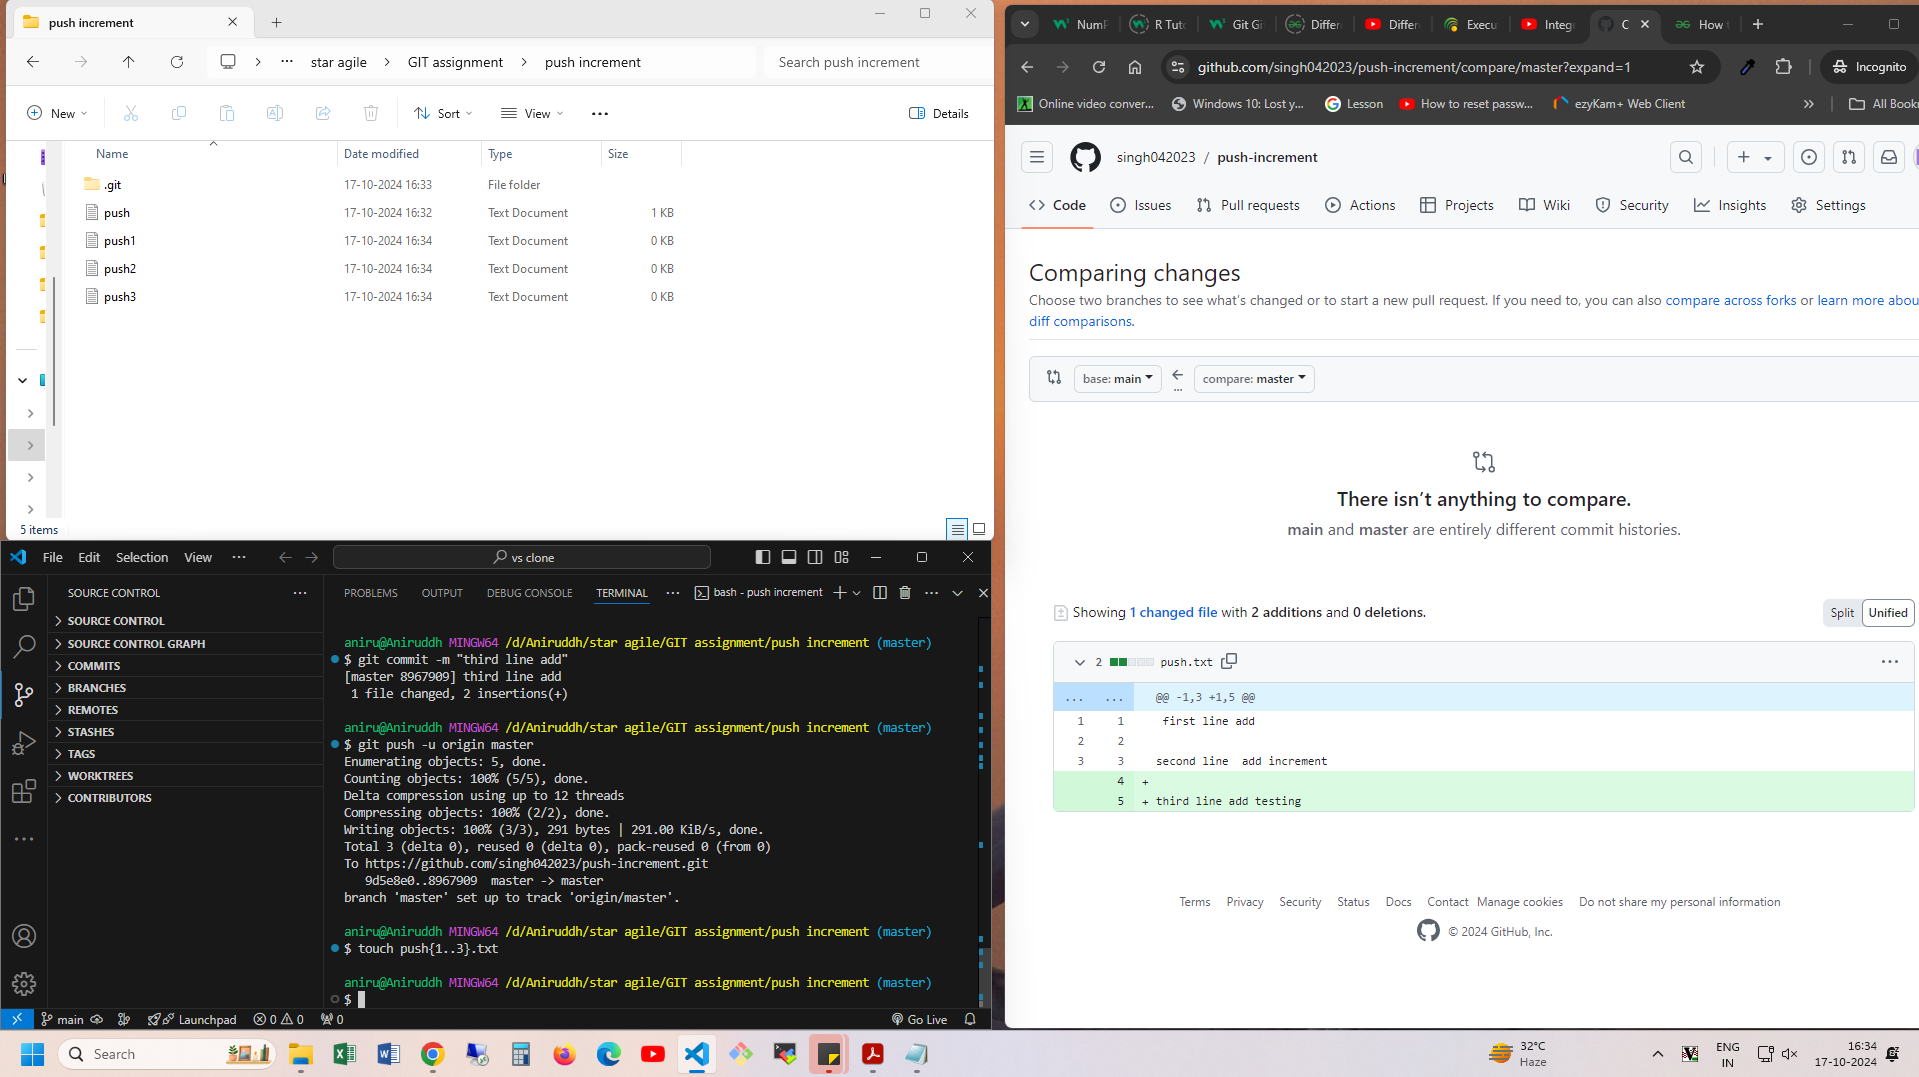 push increment
star agile
GIT assignment
push increment
Search push increment
New
Sort
View
Details
Name
Date modified
Type
Size
.git
17-10-2024 16:33
File folder
push
17-10-2024 16:32
Text Document
1 KB
push1
17-10-2024 16:34
Text Document
0 KB
push2
17-10-2024 16:34
Text Document
0 KB
push3
17-10-2024 16:34
Text Document
0 KB
5 items
File Edit Selection View
vs clone
SOURCE CONTROL
SOURCE CONTROL
SOURCE CONTROL GRAPH
COMMITS
BRANCHES
REMOTES
STASHES
TAGS
WORKTREES
CONTRIBUTORS
PROBLEMS OUTPUT DEBUG CONSOLE TERMINAL
bash - push increment
aniru@Aniruddh MINGW64 /d/Aniruddh/star agile/GIT assignment/push increment (master)
$ git commit -m "third line add"
[master 8967909] third line add
1 file changed, 2 insertions(+)
aniru@Aniruddh MINGW64 /d/Aniruddh/star agile/GIT assignment/push increment (master)
$ git push -u origin master
Enumerating objects: 5, done.
Counting objects: 100% (5/5), done.
Delta compression using up to 12 threads
Compressing objects: 100% (2/2), done.
Writing objects: 100% (3/3), 291 bytes | 291.00 KiB/s, done.
Total 3 (delta 0), reused 0 (delta 0), pack-reused 0 (from 0)
To https://github.com/singh042023/push-increment.git
9d5e8e0..8967909 master -> master
branch 'master' set up to track 'origin/master'.
aniru@Aniruddh MINGW64 /d/Aniruddh/star agile/GIT assignment/push increment (master)
$ touch push{1..3}.txt
aniru@Aniruddh MINGW64 /d/Aniruddh/star agile/GIT assignment/push increment (master)
$
main
Launchpad
0 0
0
Go Live
NumP
R Tuto
Git Gi
Differe
Differ
Execu
Integ
C
How t
github.com/singh042023/push-increment/compare/master?expand=1
Incognito
Online video conver...
Windows 10: Lost y...
Lesson
How to reset passw...
ezyKam+ Web Client
All Bookn
singh042023 / push-increment
Code
Issues
Pull requests
Actions
Projects
Wiki
Security
Insights
Settings
Comparing changes
Choose two branches to see what's changed or to start a new pull request. If you need to, you can also compare across forks or learn more abou
diff comparisons.
base: main
compare: master
There isn't anything to compare.
main and master are entirely different commit histories.
Showing 1 changed file with 2 additions and 0 deletions.
Split
Unified
2
push.txt
... ... @@ -1,3 +1,5 @@
1 1 first line add
2 2
3 3 second line add increment
4 +
5 + third line add testing
Terms Privacy Security Status Docs Contact Manage cookies Do not share my personal information
© 2024 GitHub, Inc.
Search
32°C
Haze
ENG
IN
16:34
17-10-2024